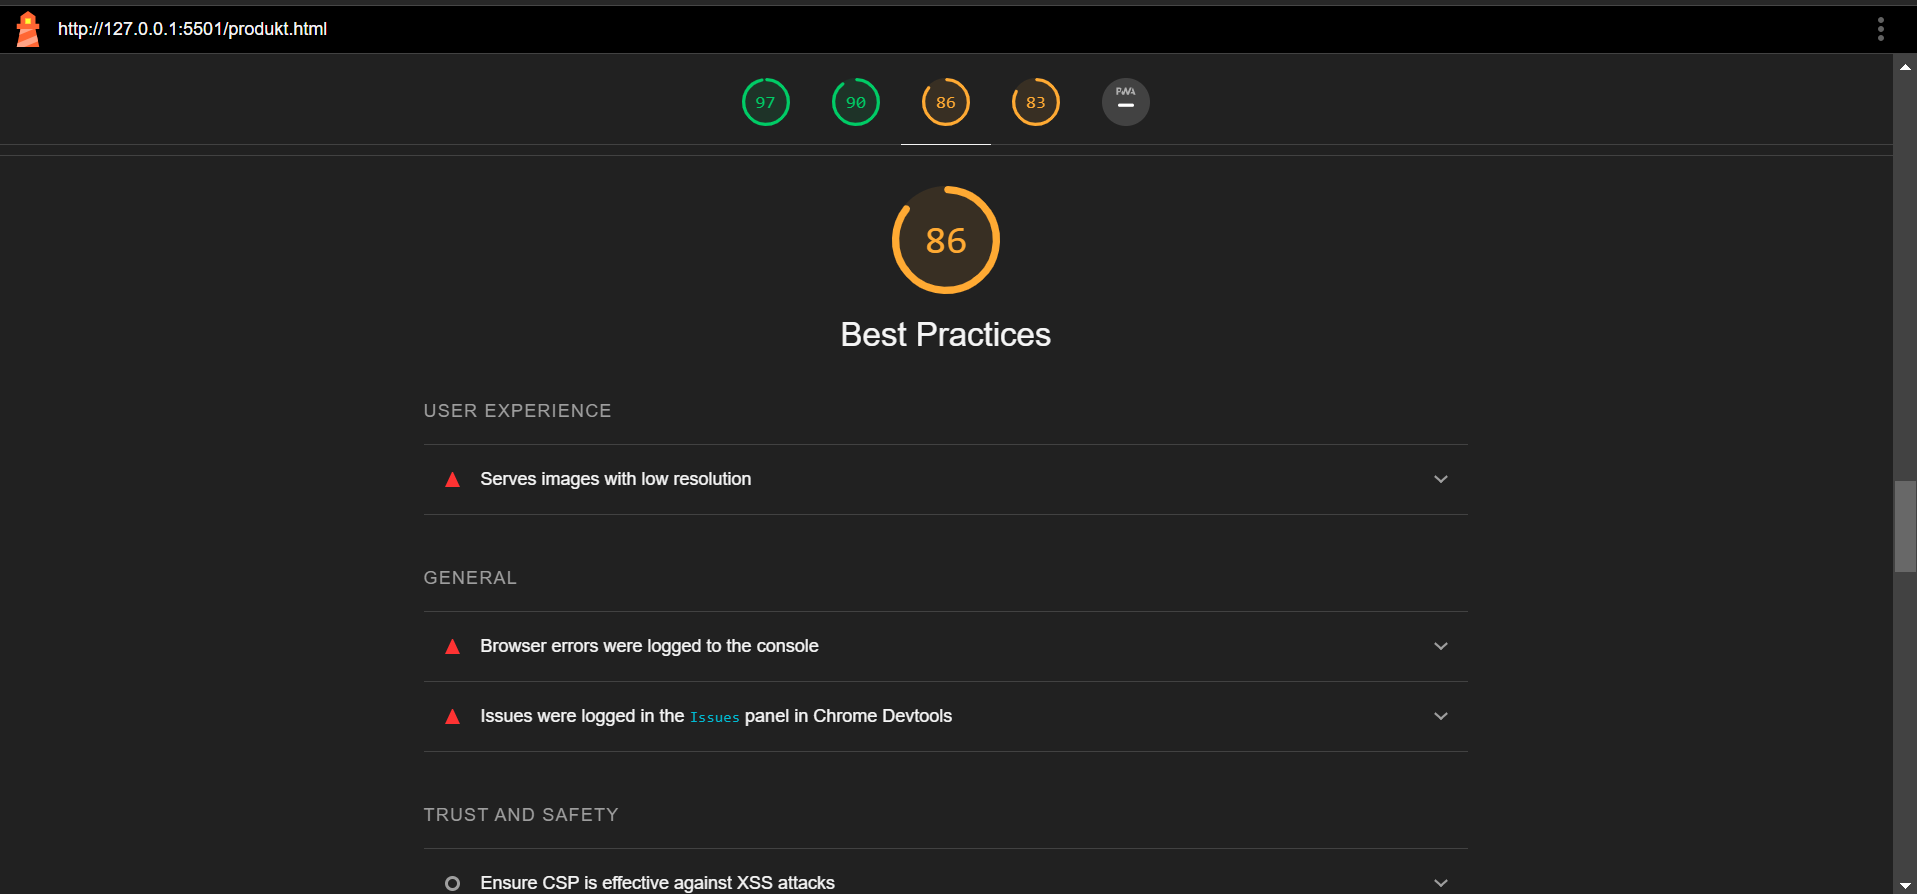 http://127.0.0.1:5501/produkt.html
97 90 86 83 PWA
86
Best Practices
USER EXPERIENCE
Serves images with low resolution
GENERAL
Browser errors were logged to the console
Issues were logged in the Issues panel in Chrome Devtools
TRUST AND SAFETY
Ensure CSP is effective against XSS attacks